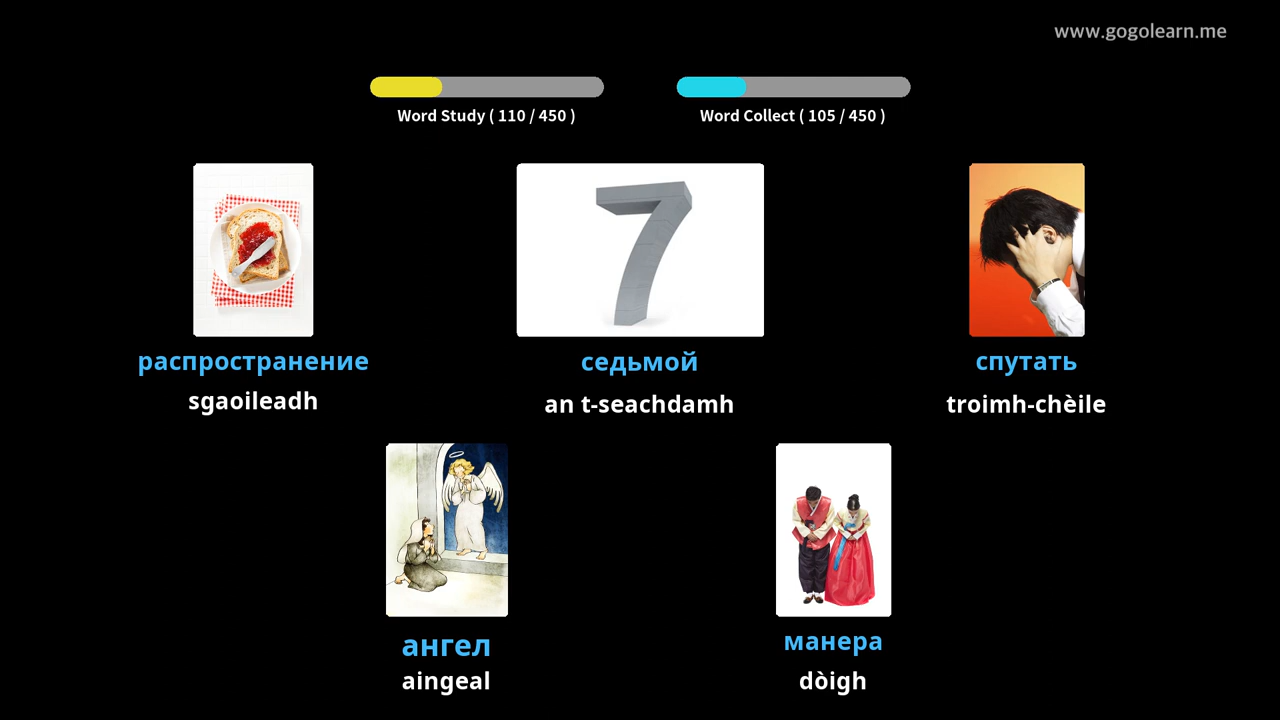 www.gogolearn.me
Word Study ( 110 / 450 )
Word Collect ( 105 / 450 )
распространение
седьмой
спутать
sgaoileadh
an t-seachdamh
troimh-chèile
ангел
манера
aingeal
dòigh